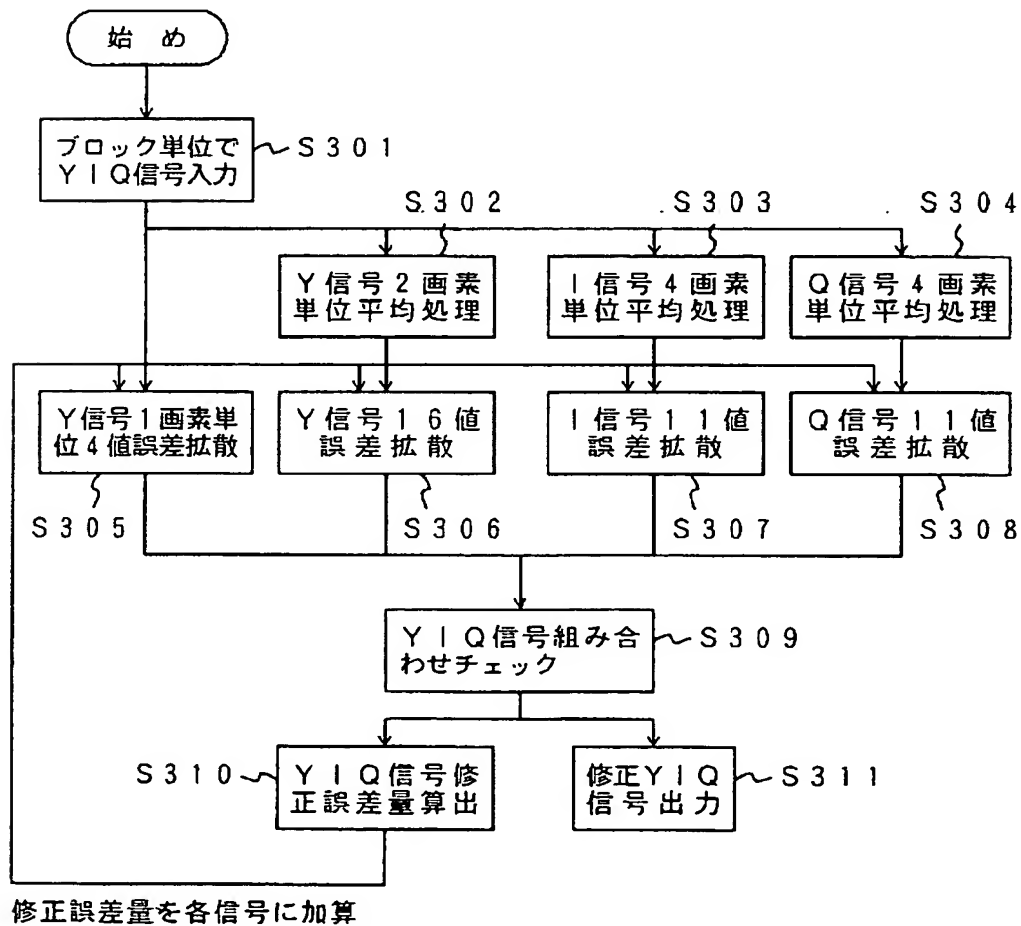 始め
ブロック単位で
YIQ信号入力
S301
S302
S303
S304
Y信号2画素
単位平均処理
I信号4画素
単位平均処理
Q信号4画素
単位平均処理
Y信号1画素単
位4値誤差拡散
Y信号16値
誤差拡散
I信号11値
誤差拡散
Q信号11値
誤差拡散
S305
S306
S307
S308
YIQ信号組み合
わせチェック
S309
S310
YIQ信号修
正誤差量算出
修正YIQ
信号出力
S311
修正誤差量を各信号に加算